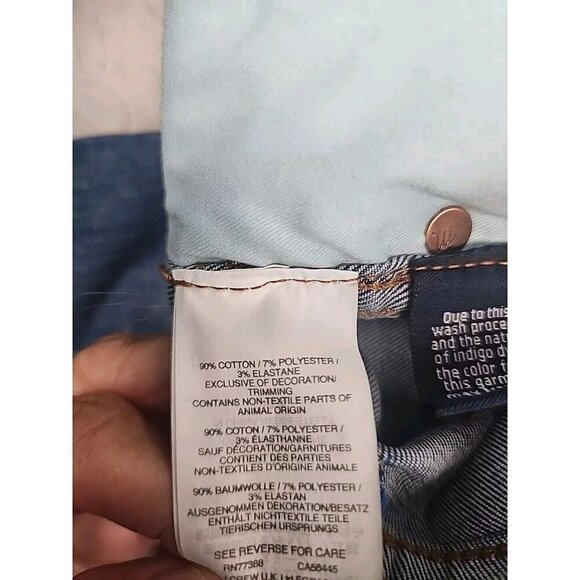 90% COTTON / 7% POLYESTER /
3% ELASTANE
EXCLUSIVE OF DECORATION/
TRIMMING
CONTAINS NON-TEXTILE PARTS OF
ANIMAL ORIGIN
90% COTON / 7% POLYESTER /
3% ÉLASTHANNE
SAUF DÉCORATION/GARNITURES
CONTIENT DES PARTIES
NON-TEXTILES D'ORIGINE ANIMALE
90% BAUMWOLLE / 7% POLYESTER /
3% ELASTAN
AUSGENOMMEN DEKORATION/BESATZ
ENTHÄLT NICHTTEXTILE TEILE
TIERISCHEN URSPRUNGS
SEE REVERSE FOR CARE
RN77388 CA56445
CREW U.K
Due to this
wash proce
and the nat
of indigo d
the color
this garm